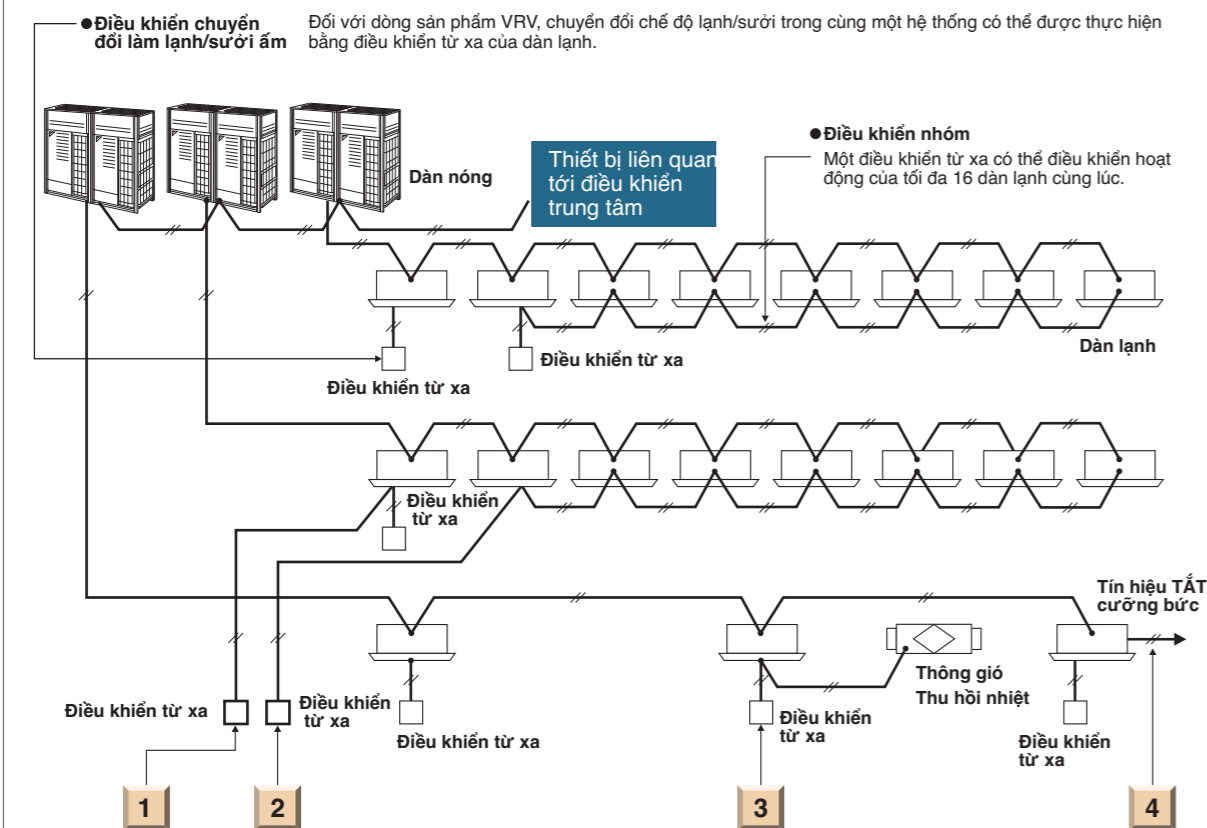 ●Điều khiển chuyển
đổi làm lạnh/sưởi ấm
Đối với dòng sản phẩm VRV, chuyển đổi chế độ lạnh/sưởi trong cùng một hệ thống có thể được thực hiện
bằng điều khiển từ xa của dàn lạnh.
Dàn nóng
Thiết bị liên quan
tới điều khiển
trung tâm
●Điều khiển nhóm
Một điều khiển từ xa có thể điều khiển hoạt
động của tối đa 16 dàn lạnh cùng lúc.
Dàn lạnh
Điều khiển từ xa
Điều khiển từ xa
Điều khiển
từ xa
Tín hiệu TẮT
cưỡng bức
Thông gió
Thu hồi nhiệt
Điều khiển từ xa
Điều khiển
từ xa
Điều khiển từ xa
Điều khiển
từ xa
Điều khiển
từ xa
1
2
3
4